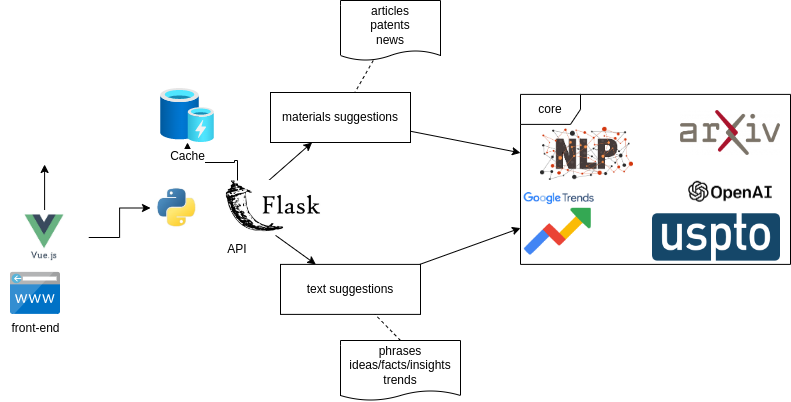 articles
patents
news
materials suggestions
core
arXiv
NLP
Cache
Google Trends
OpenAI
Flask
uspto
API
Vue.js
www
front-end
text suggestions
phrases
ideas/facts/insights
trends